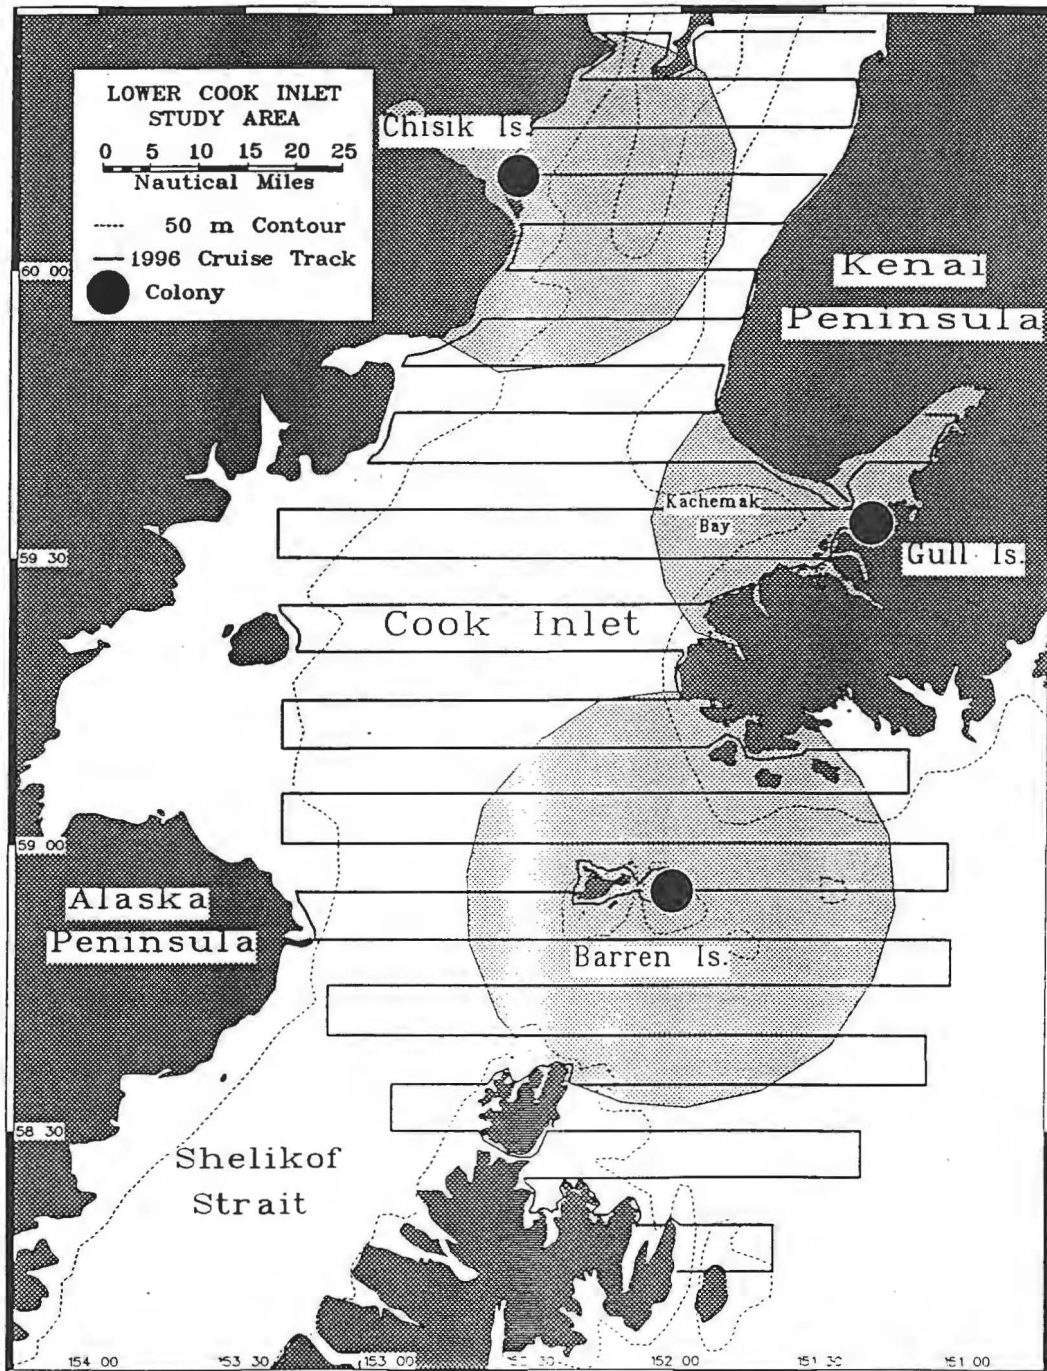 LOWER COOK INLET
STUDY AREA
0 5 10 15 20 25
Nautical Miles
50 m Contour
1996 Cruise Track
Colony
Chisik Is.
60 00
Kenai
Peninsula
Kachemak
Bay
59 30
Gull Is.
Cook Inlet
59 00
Alaska
Peninsula
Barren Is.
58 30
Shelikof
Strait
154 00 153 30 153 00 152 00 151 30 151 00